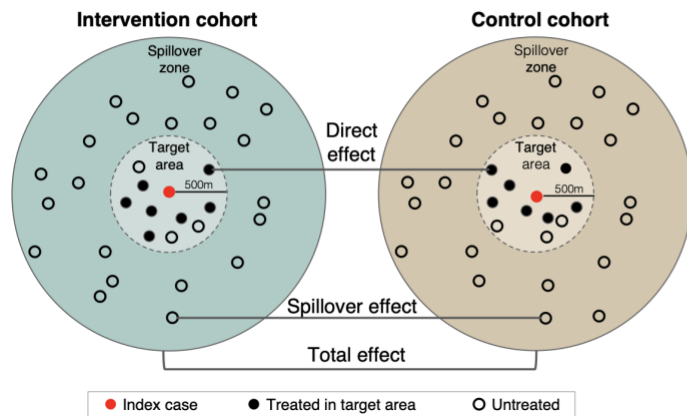 Intervention cohort
Control cohort
Spillover
zone
Spillover
zone
Direct
effect
Target
area
Target
area
500m
500m
Spillover effect
Total effect
Index case
Treated in target area
Untreated